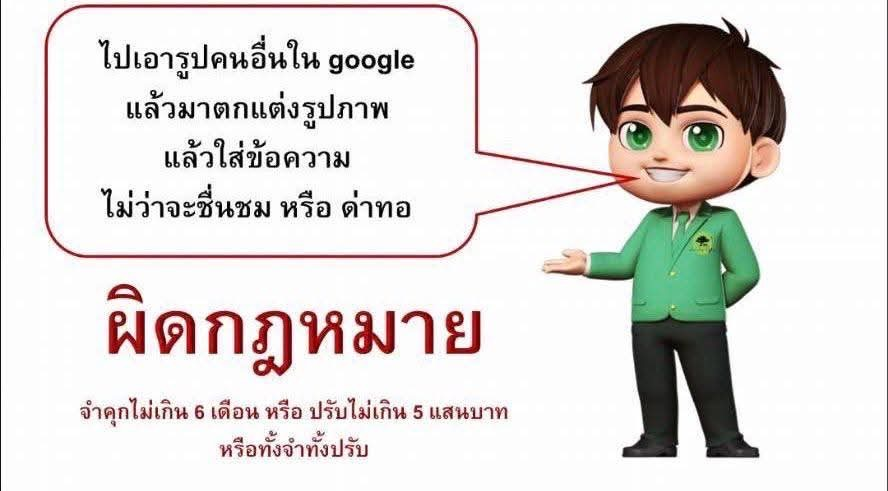 ไปเอารูปคนอื่นใน google
แล้วมาตกแต่งรูปภาพ
แล้วใส่ข้อความ
ไม่ว่าจะชื่นชม หรือ ด่าทอ
ผิดกฎหมาย
จำคุกไม่เกิน 6 เดือน หรือ ปรับไม่เกิน 5 แสนบาท
หรือทั้งจำทั้งปรับ